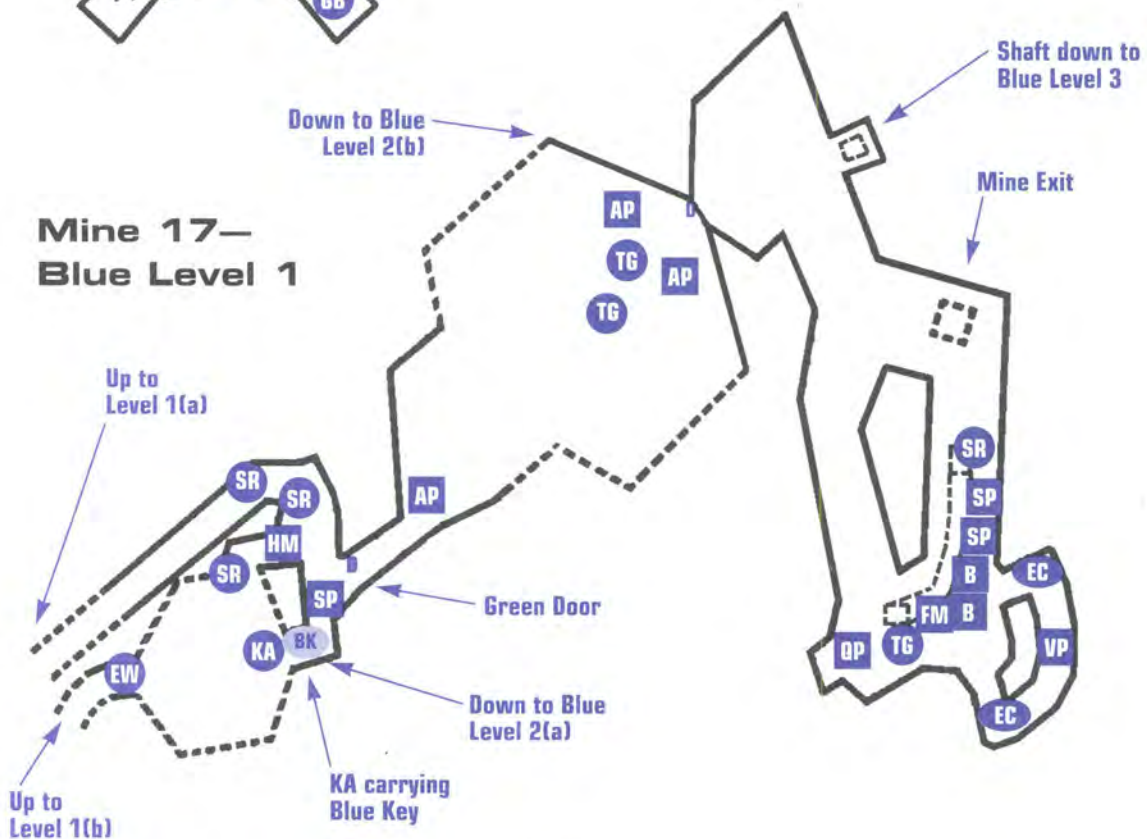 GB
Shaft down to
Blue Level 3
Down to Blue
Level 2(b)
Mine Exit
AP
D
Mine 17—
Blue Level 1
TG
AP
TG
Up to
Level 1(a)
SR
SR
SR
AP
SP
HM
D
SP
SR
B
EC
SP
Green Door
FM
B
KA
BK
QP
TG
VP
EW
Down to Blue
Level 2(a)
EC
KA carrying
Blue Key
Up to
Level 1(b)